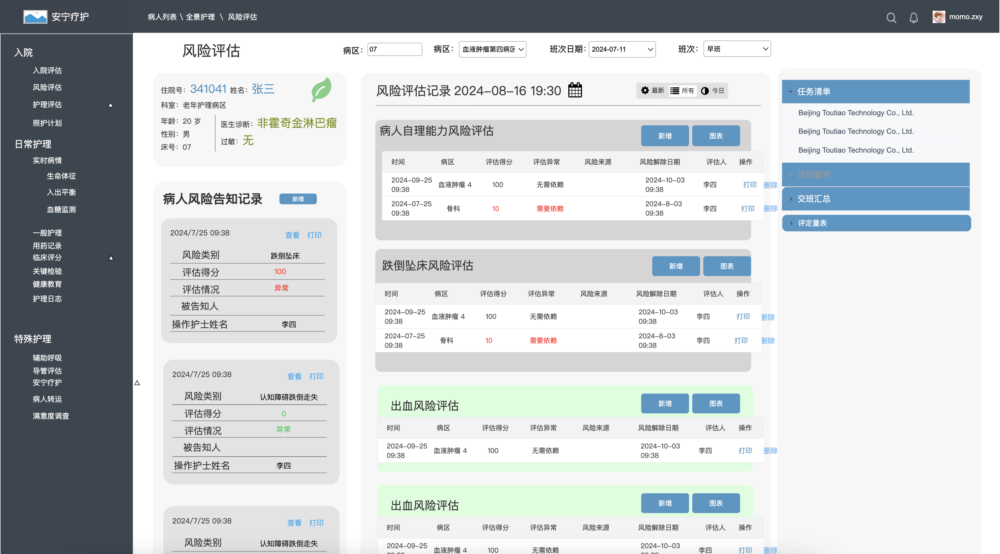 安宁疗护
病人列表 \ 全景护理 \ 风险评估
momo.zxy
入院
入院评估
风险评估
护理评估
照护计划
日常护理
实时病情
生命体征
入出平衡
血糖监测
一般护理
用药记录
临床评分
关键检验
健康教育
护理日志
特殊护理
辅助呼吸
导管评估
安宁疗护
病人转运
满意度调查
风险评估
病区： 07
病区： 血液肿瘤第四病区
班次日期： 2024-07-11
班次： 早班
住院号： 341041 姓名： 张三
科室： 老年护理病区
年龄： 20 岁
性别： 男
床号： 07
医生诊断： 非霍奇金淋巴瘤
过敏： 无
病人风险告知记录
新增
2024/7/25 09:38 查看 打印
风险类别 跌倒坠床
评估得分 100
评估情况 异常
被告知人
操作护士姓名 李四
2024/7/25 09:38 查看 打印
风险类别 认知障碍跌倒走失
评估得分 0
评估情况 异常
被告知人
操作护士姓名 李四
2024/7/25 09:38 查看 打印
风险类别 认知障碍跌倒走失
风险评估记录 2024-08-16 19:30
最新 所有 今日
病人自理能力风险评估
新增 图表
时间 病区 评估得分 评估异常 风险来源 风险解除日期 评估人 操作
2024-09-25 09:38 血液肿瘤 4 100 无需依赖 2024-10-03 09:38 李四 打印 删除
2024-07-25 09:38 骨科 10 需要依赖 2024-8-03 09:38 李四 打印 删除
跌倒坠床风险评估
新增 图表
时间 病区 评估得分 评估异常 风险来源 风险解除日期 评估人 操作
2024-09-25 09:38 血液肿瘤 4 100 无需依赖 2024-10-03 09:38 李四 打印 删除
2024-07-25 09:38 骨科 10 需要依赖 2024-8-03 09:38 李四 打印 删除
出血风险评估
新增 图表
时间 病区 评估得分 评估异常 风险来源 风险解除日期 评估人 操作
2024-09-25 09:38 血液肿瘤 4 100 无需依赖 2024-10-03 09:38 李四 打印 删除
出血风险评估
新增 图表
时间 病区 评估得分 评估异常 风险来源 风险解除日期 评估人 操作
2024-09-25 血液肿瘤 4 100 无需依赖 2024-10-03 李四 打印 删除
任务清单
Beijing Toutiao Technology Co., Ltd.
Beijing Toutiao Technology Co., Ltd.
Beijing Toutiao Technology Co., Ltd.
风险管控
交班汇总
评定量表